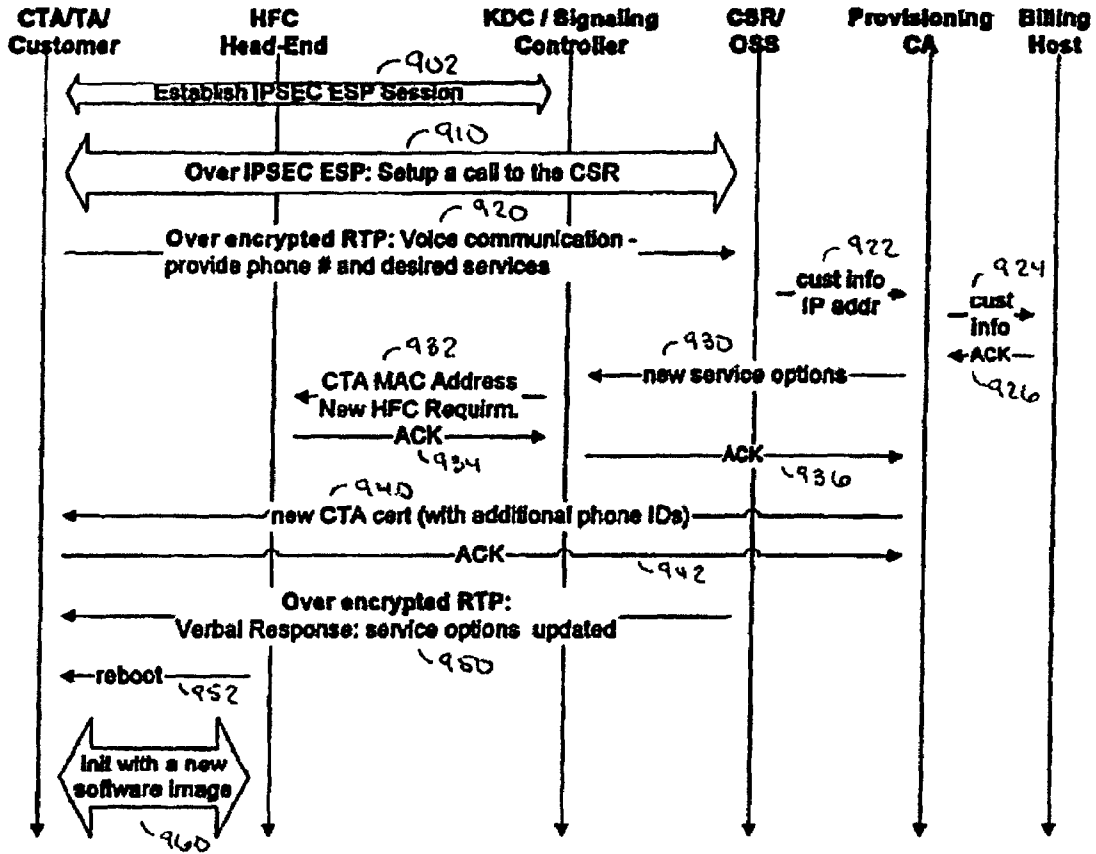 CTA/TA/
Customer
HFC
Head-End
KDC / Signaling
Controller
CSR/
OSS
Provisioning
CA
Billing
Host
902
Establish IPSEC ESP Session
910
Over IPSEC ESP: Setup a call to the CSR
920
Over encrypted RTP: Voice communication -
provide phone # and desired services
922
cust info
IP addr
924
cust
info
ACK
926
930
new service options
932
CTA MAC Address
New HFC Requirm.
ACK
934
ACK
936
940
new CTA cert (with additional phone IDs)
ACK
942
Over encrypted RTP:
Verbal Response: service options updated
950
reboot
952
Init with a new
software image
960